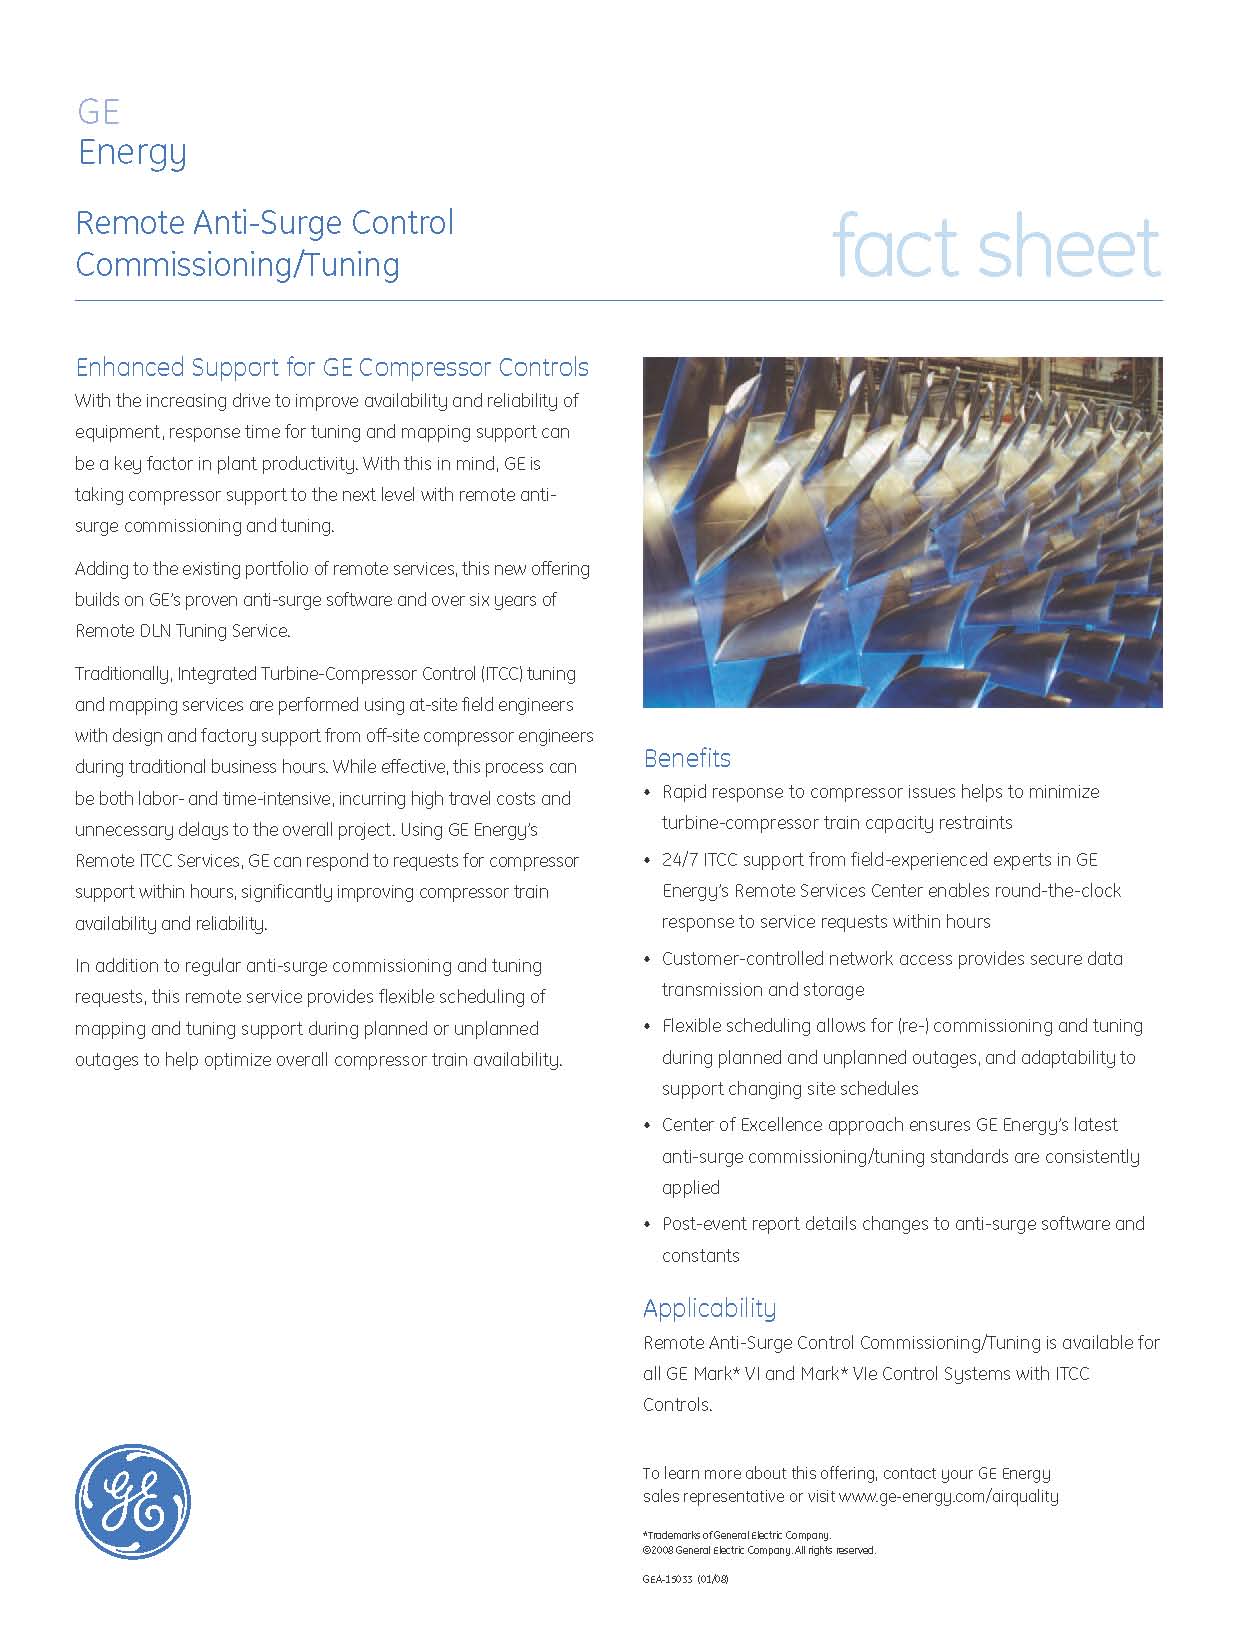 GE
Energy
Remote Anti-Surge Control
Commissioning/Tuning
fact sheet
Enhanced Support for GE Compressor Controls
With the increasing drive to improve availability and reliability of
equipment, response time for tuning and mapping support can
be a key factor in plant productivity. With this in mind, GE is
taking compressor support to the next level with remote anti-
surge commissioning and tuning.
Adding to the existing portfolio of remote services, this new offering
builds on GE's proven anti-surge software and over six years of
Remote DLN Tuning Service.
Traditionally, Integrated Turbine-Compressor Control (ITCC) tuning
and mapping services are performed using at-site field engineers
with design and factory support from off-site compressor engineers
during traditional business hours. While effective, this process can
be both labor- and time-intensive, incurring high travel costs and
unnecessary delays to the overall project. Using GE Energy's
Remote ITCC Services, GE can respond to requests for compressor
support within hours, significantly improving compressor train
availability and reliability.
In addition to regular anti-surge commissioning and tuning
requests, this remote service provides flexible scheduling of
mapping and tuning support during planned or unplanned
outages to help optimize overall compressor train availability.
Benefits
• Rapid response to compressor issues helps to minimize
turbine-compressor train capacity restraints
• 24/7 ITCC support from field-experienced experts in GE
Energy's Remote Services Center enables round-the-clock
response to service requests within hours
• Customer-controlled network access provides secure data
transmission and storage
• Flexible scheduling allows for (re-) commissioning and tuning
during planned and unplanned outages, and adaptability to
support changing site schedules
• Center of Excellence approach ensures GE Energy's latest
anti-surge commissioning/tuning standards are consistently
applied
• Post-event report details changes to anti-surge software and
constants
Applicability
Remote Anti-Surge Control Commissioning/Tuning is available for
all GE Mark* VI and Mark* VIe Control Systems with ITCC
Controls.
GE
To learn more about this offering, contact your GE Energy
sales representative or visit www.ge-energy.com/airquality
*Trademarks of General Electric Company.
©2008 General Electric Company. All rights reserved.
GEA-15033 (01/08)